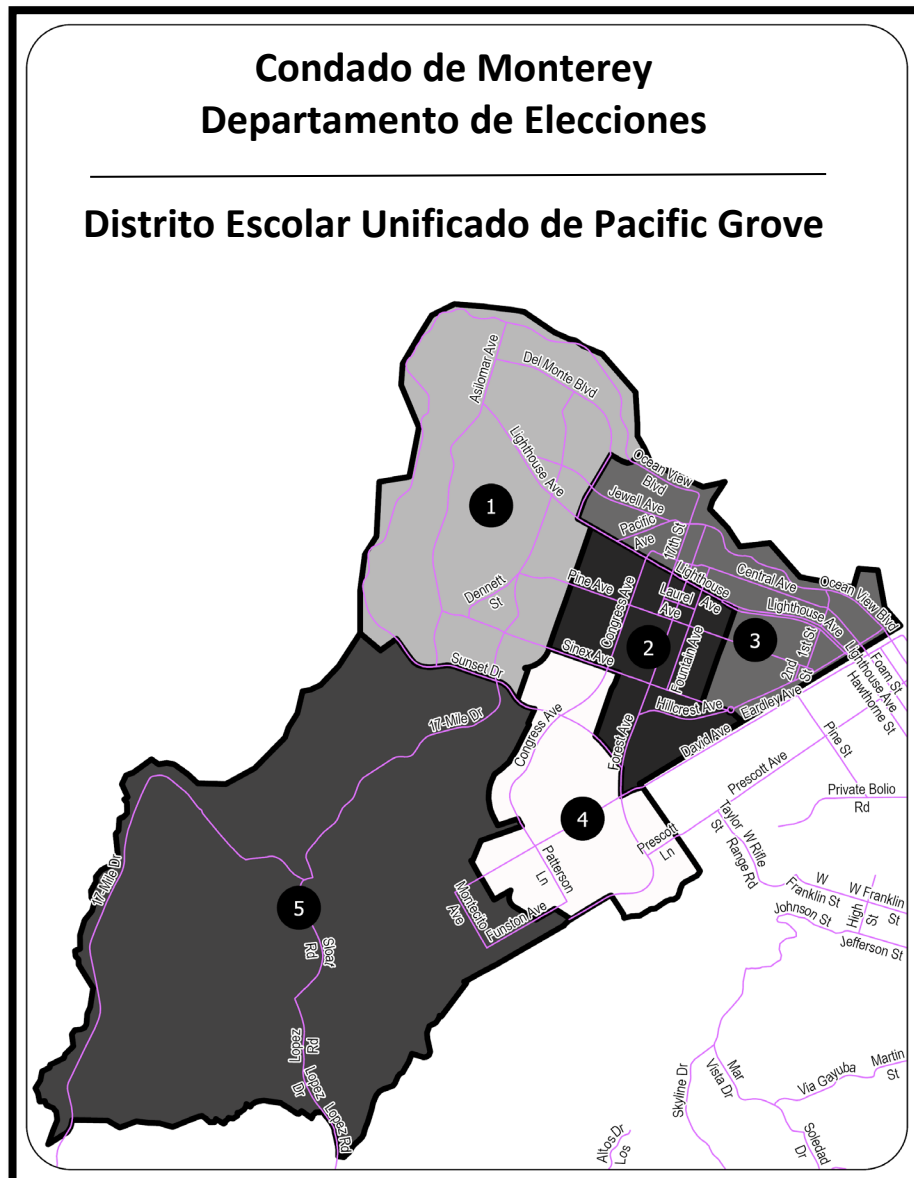 Condado de Monterey
Departamento de Elecciones
Distrito Escolar Unificado de Pacific Grove
Asilomar Ave
Del Monte Blvd
Lighthouse Ave
Ocean View
Blvd
Jewell Ave
1
Pacific
Ave
17th St
Central Ave
Lighthouse
Ave
Pine Ave
Laurel
Ave
Ocean View Blvd
Dennett
St
Congress Ave
Lighthouse Ave
2
3
1st St
2nd
St
Sinex Ave
Fountain Ave
Lighthouse Ave
Foam St
Sunset Dr
Hillcrest Ave
Eardley Ave
Hawthorne St
17-Mile Dr
Congress Ave
Forest Ave
David Ave
Pine St
Prescott Ave
Private Bolio
Rd
4
Taylor
St
W Rifle
Range Rd
Prescott
Ln
Patterson
Ln
17-Mile Dr
W
Franklin St
W Franklin
St
Montecito
Ave
High
St
Johnson St
5
Funston Ave
Jefferson St
Sloat
Rd
Lopez
Rd
Lopez
Dr
Lopez Rd
Skyline Dr
Mar
Vista Dr
Via Gayuba
Martin
St
Soledad
Dr
Altos Dr
Los